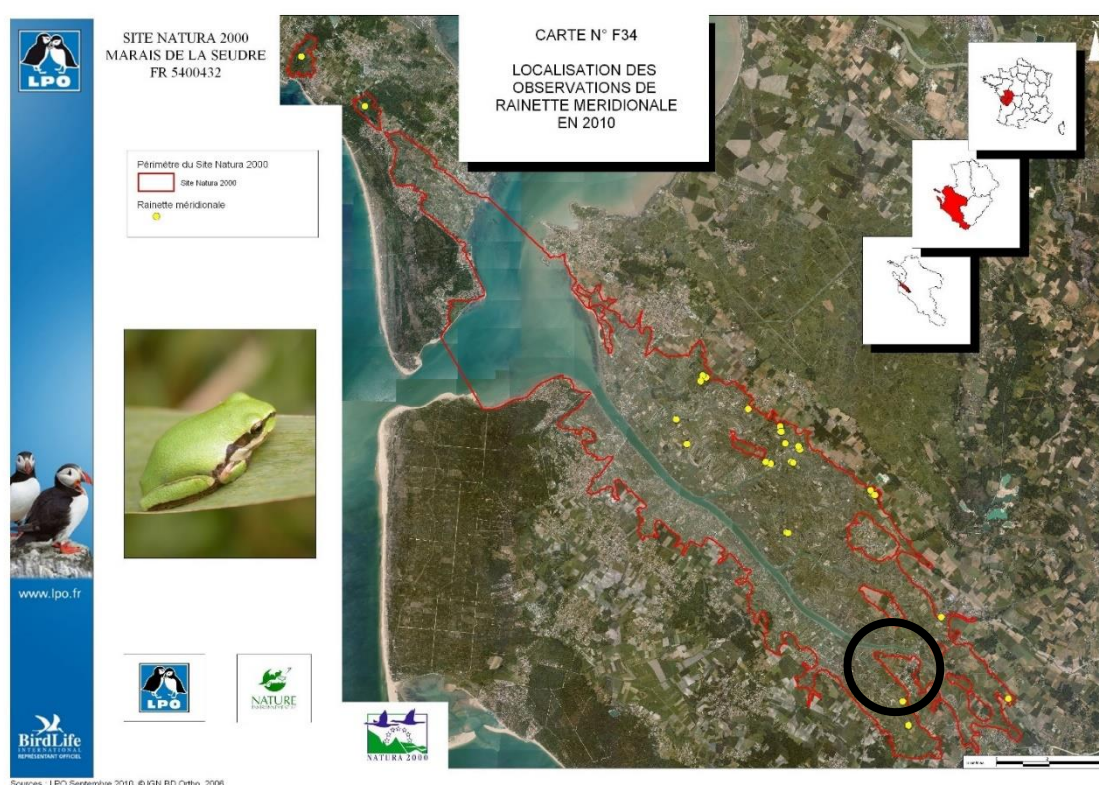 LPO
SITE NATURA 2000
MARAIS DE LA SEUDRE
FR 5400432
CARTE N° F34
LOCALISATION DES
OBSERVATIONS DE
RAINETTE MERIDIONALE
EN 2010
Périmètre du Site Natura 2000
Site Natura 2000
Rainette méridionale
www.lpo.fr
LPO
NATURE
NATURA 2000
BirdLife
INTERNATIONAL
REPRÉSENTANT OFFICIEL
Sources : LPO Septembre 2010, © IGN BD Ortho, 2006